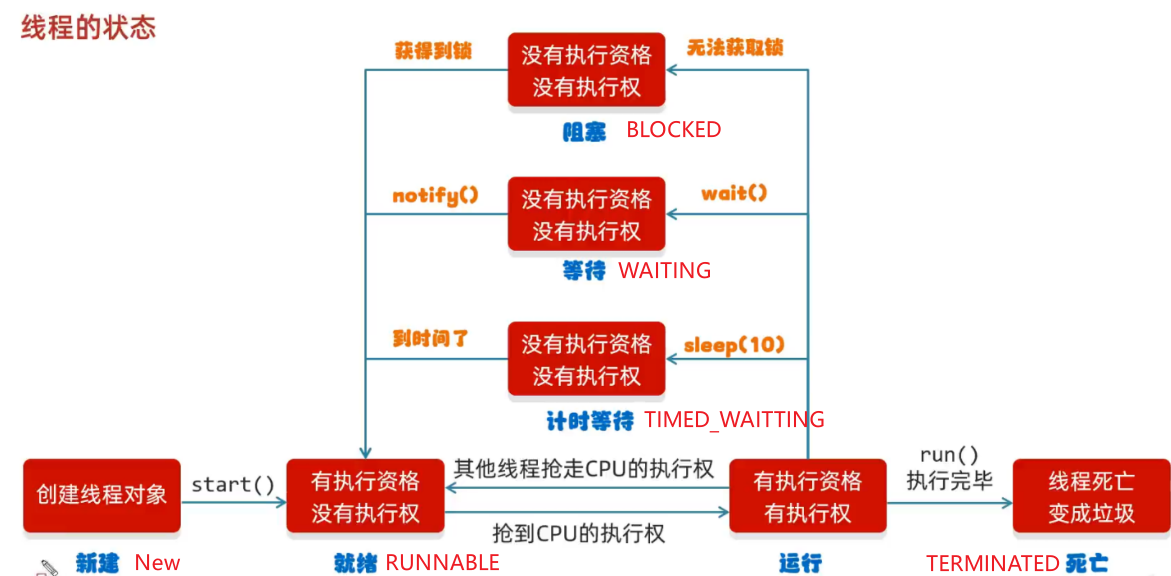 线程的状态
获得到锁
没有执行资格
没有执行权
无法获取锁
阻塞 BLOCKED
notify()
没有执行资格
没有执行权
wait()
等待 WAITING
到时间了
没有执行资格
没有执行权
sleep(10)
计时等待 TIMED_WAITTING
创建线程对象
start()
有执行资格
没有执行权
其他线程抢走CPU的执行权
抢到CPU的执行权
有执行资格
有执行权
run()
执行完毕
线程死亡
变成垃圾
新建 New
就绪 RUNNABLE
运行
TERMINATED 死亡